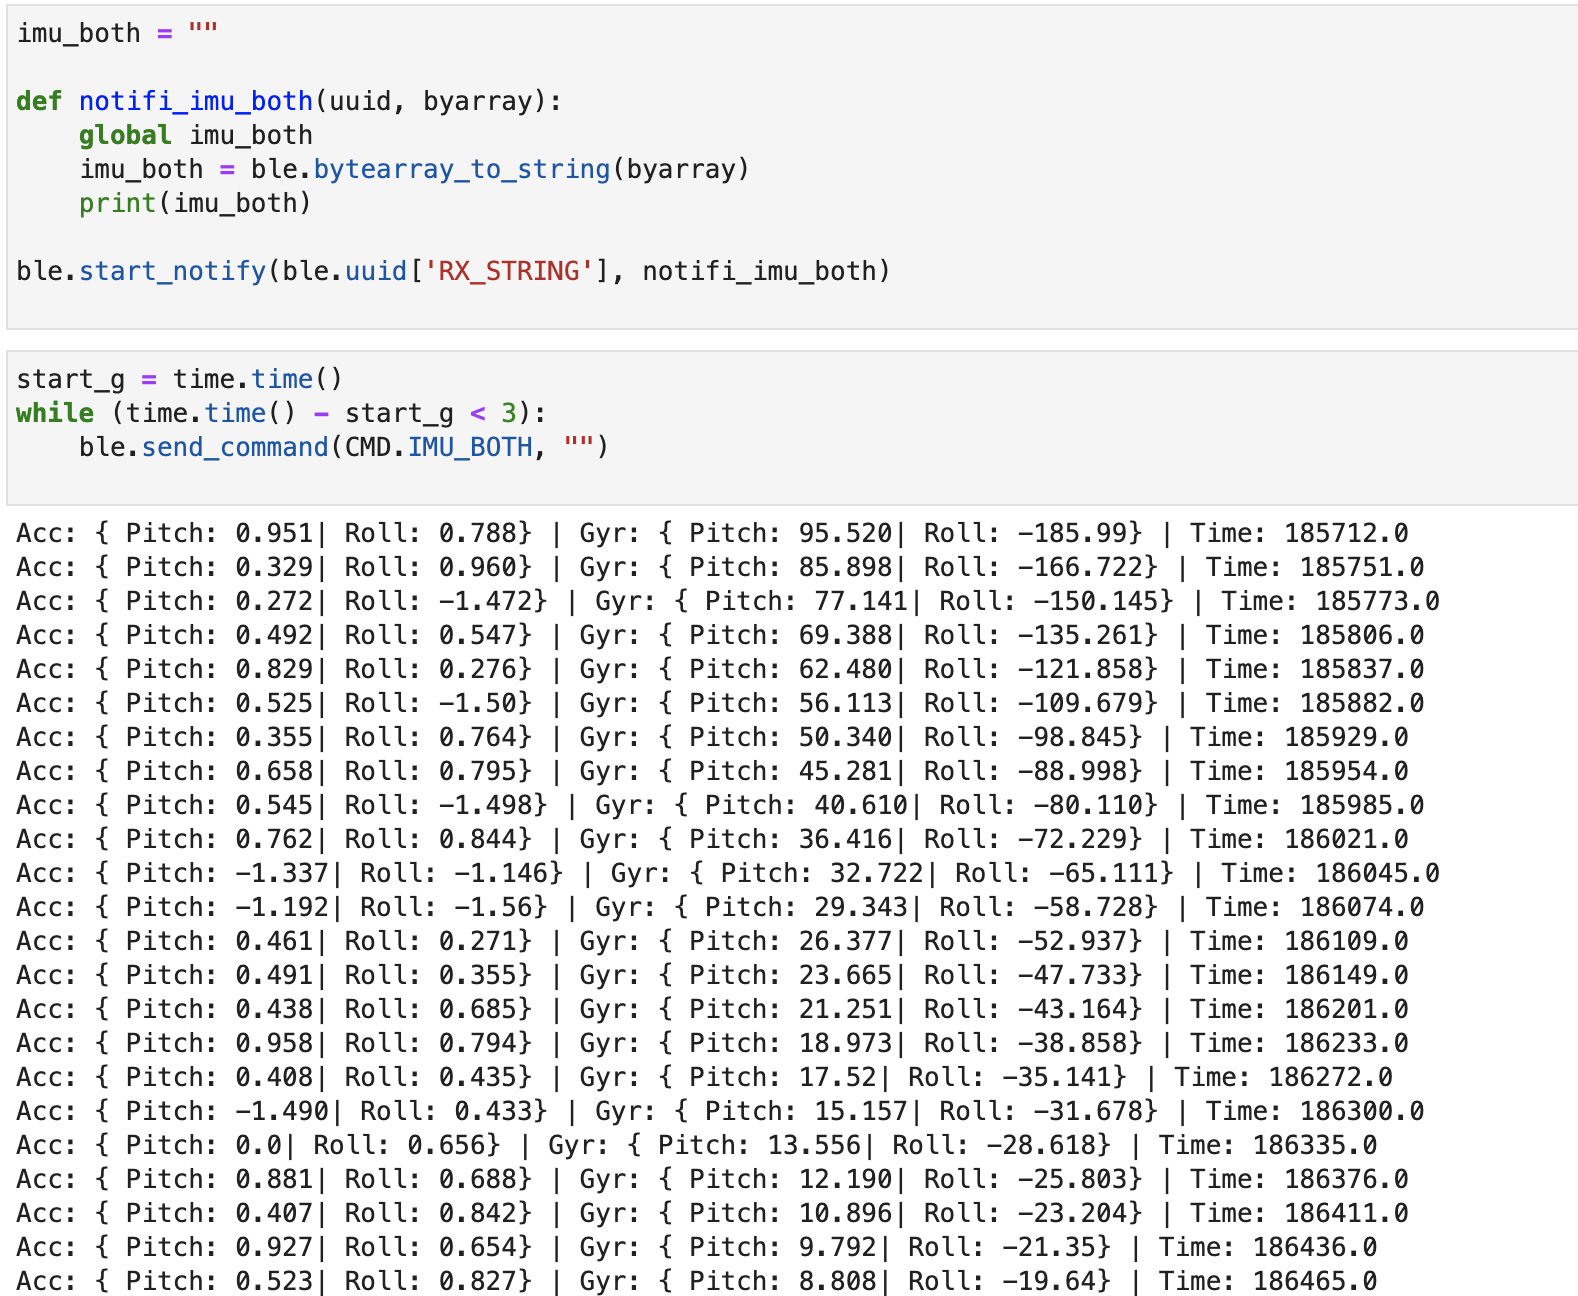 imu_both = ""
def notifi_imu_both(uuid, byarray):
    global imu_both
    imu_both = ble.bytearray_to_string(byarray)
    print(imu_both)
ble.start_notify(ble.uuid['RX_STRING'], notifi_imu_both)
start_g = time.time()
while (time.time() - start_g < 3):
    ble.send_command(CMD.IMU_BOTH, "")
Acc: { Pitch: 0.951| Roll: 0.788} | Gyr: { Pitch: 95.520| Roll: -185.99} | Time: 185712.0
Acc: { Pitch: 0.329| Roll: 0.960} | Gyr: { Pitch: 85.898| Roll: -166.722} | Time: 185751.0
Acc: { Pitch: 0.272| Roll: -1.472} | Gyr: { Pitch: 77.141| Roll: -150.145} | Time: 185773.0
Acc: { Pitch: 0.492| Roll: 0.547} | Gyr: { Pitch: 69.388| Roll: -135.261} | Time: 185806.0
Acc: { Pitch: 0.829| Roll: 0.276} | Gyr: { Pitch: 62.480| Roll: -121.858} | Time: 185837.0
Acc: { Pitch: 0.525| Roll: -1.50} | Gyr: { Pitch: 56.113| Roll: -109.679} | Time: 185882.0
Acc: { Pitch: 0.355| Roll: 0.764} | Gyr: { Pitch: 50.340| Roll: -98.845} | Time: 185929.0
Acc: { Pitch: 0.658| Roll: 0.795} | Gyr: { Pitch: 45.281| Roll: -88.998} | Time: 185954.0
Acc: { Pitch: 0.545| Roll: -1.498} | Gyr: { Pitch: 40.610| Roll: -80.110} | Time: 185985.0
Acc: { Pitch: 0.762| Roll: 0.844} | Gyr: { Pitch: 36.416| Roll: -72.229} | Time: 186021.0
Acc: { Pitch: -1.337| Roll: -1.146} | Gyr: { Pitch: 32.722| Roll: -65.111} | Time: 186045.0
Acc: { Pitch: -1.192| Roll: -1.56} | Gyr: { Pitch: 29.343| Roll: -58.728} | Time: 186074.0
Acc: { Pitch: 0.461| Roll: 0.271} | Gyr: { Pitch: 26.377| Roll: -52.937} | Time: 186109.0
Acc: { Pitch: 0.491| Roll: 0.355} | Gyr: { Pitch: 23.665| Roll: -47.733} | Time: 186149.0
Acc: { Pitch: 0.438| Roll: 0.685} | Gyr: { Pitch: 21.251| Roll: -43.164} | Time: 186201.0
Acc: { Pitch: 0.958| Roll: 0.794} | Gyr: { Pitch: 18.973| Roll: -38.858} | Time: 186233.0
Acc: { Pitch: 0.408| Roll: 0.435} | Gyr: { Pitch: 17.52| Roll: -35.141} | Time: 186272.0
Acc: { Pitch: -1.490| Roll: 0.433} | Gyr: { Pitch: 15.157| Roll: -31.678} | Time: 186300.0
Acc: { Pitch: 0.0| Roll: 0.656} | Gyr: { Pitch: 13.556| Roll: -28.618} | Time: 186335.0
Acc: { Pitch: 0.881| Roll: 0.688} | Gyr: { Pitch: 12.190| Roll: -25.803} | Time: 186376.0
Acc: { Pitch: 0.407| Roll: 0.842} | Gyr: { Pitch: 10.896| Roll: -23.204} | Time: 186411.0
Acc: { Pitch: 0.927| Roll: 0.654} | Gyr: { Pitch: 9.792| Roll: -21.35} | Time: 186436.0
Acc: { Pitch: 0.523| Roll: 0.827} | Gyr: { Pitch: 8.808| Roll: -19.64} | Time: 186465.0